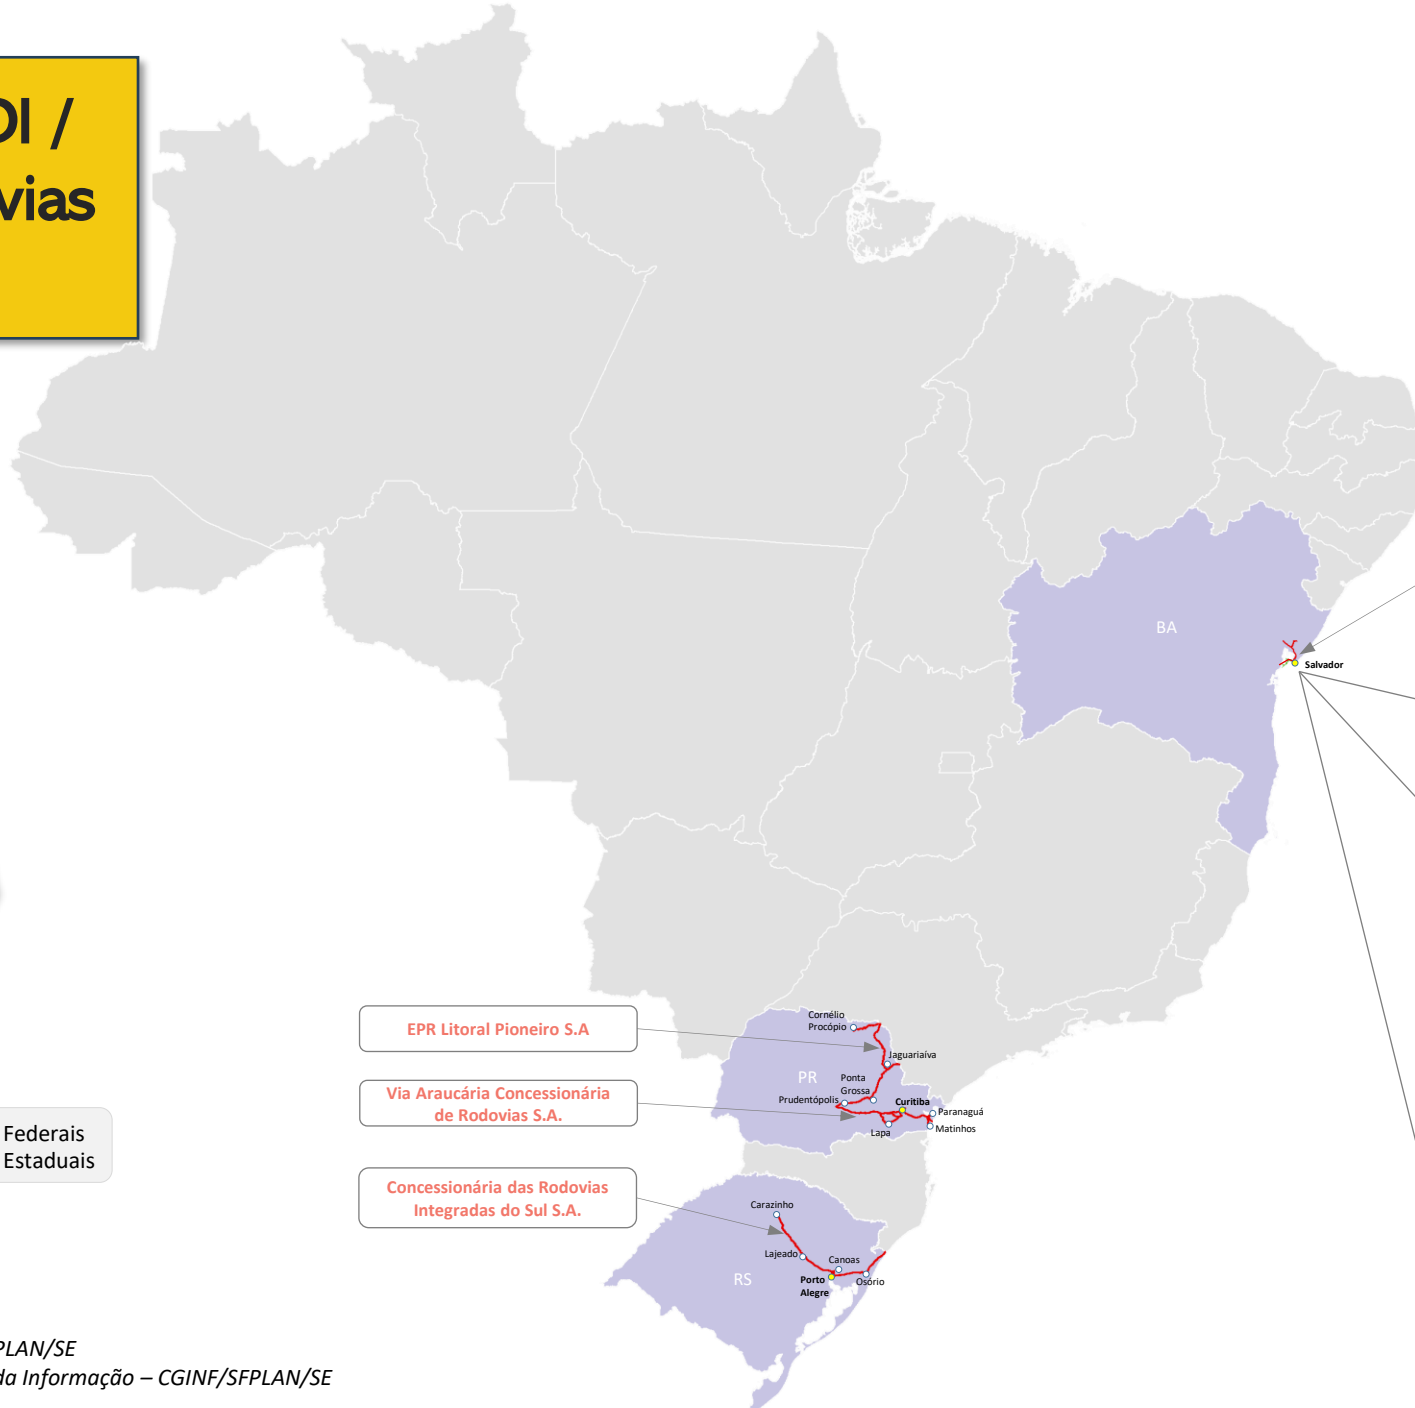 DI /
vias
BA
Salvador
Cornélio
Procópio
EPR Litoral Pioneiro S.A
Jaguariaíva
PR
Ponta
Grossa
Via Araucária Concessionária
de Rodovias S.A.
Prudentópolis
Curitiba
Paranaguá
Matinhos
Lapa
Federais
Estaduais
Concessionária das Rodovias
Integradas do Sul S.A.
Carazinho
Lajeado
Canoas
RS
Porto
Alegre
Osório
PLAN/SE
da Informação – CGINF/SFPLAN/SE